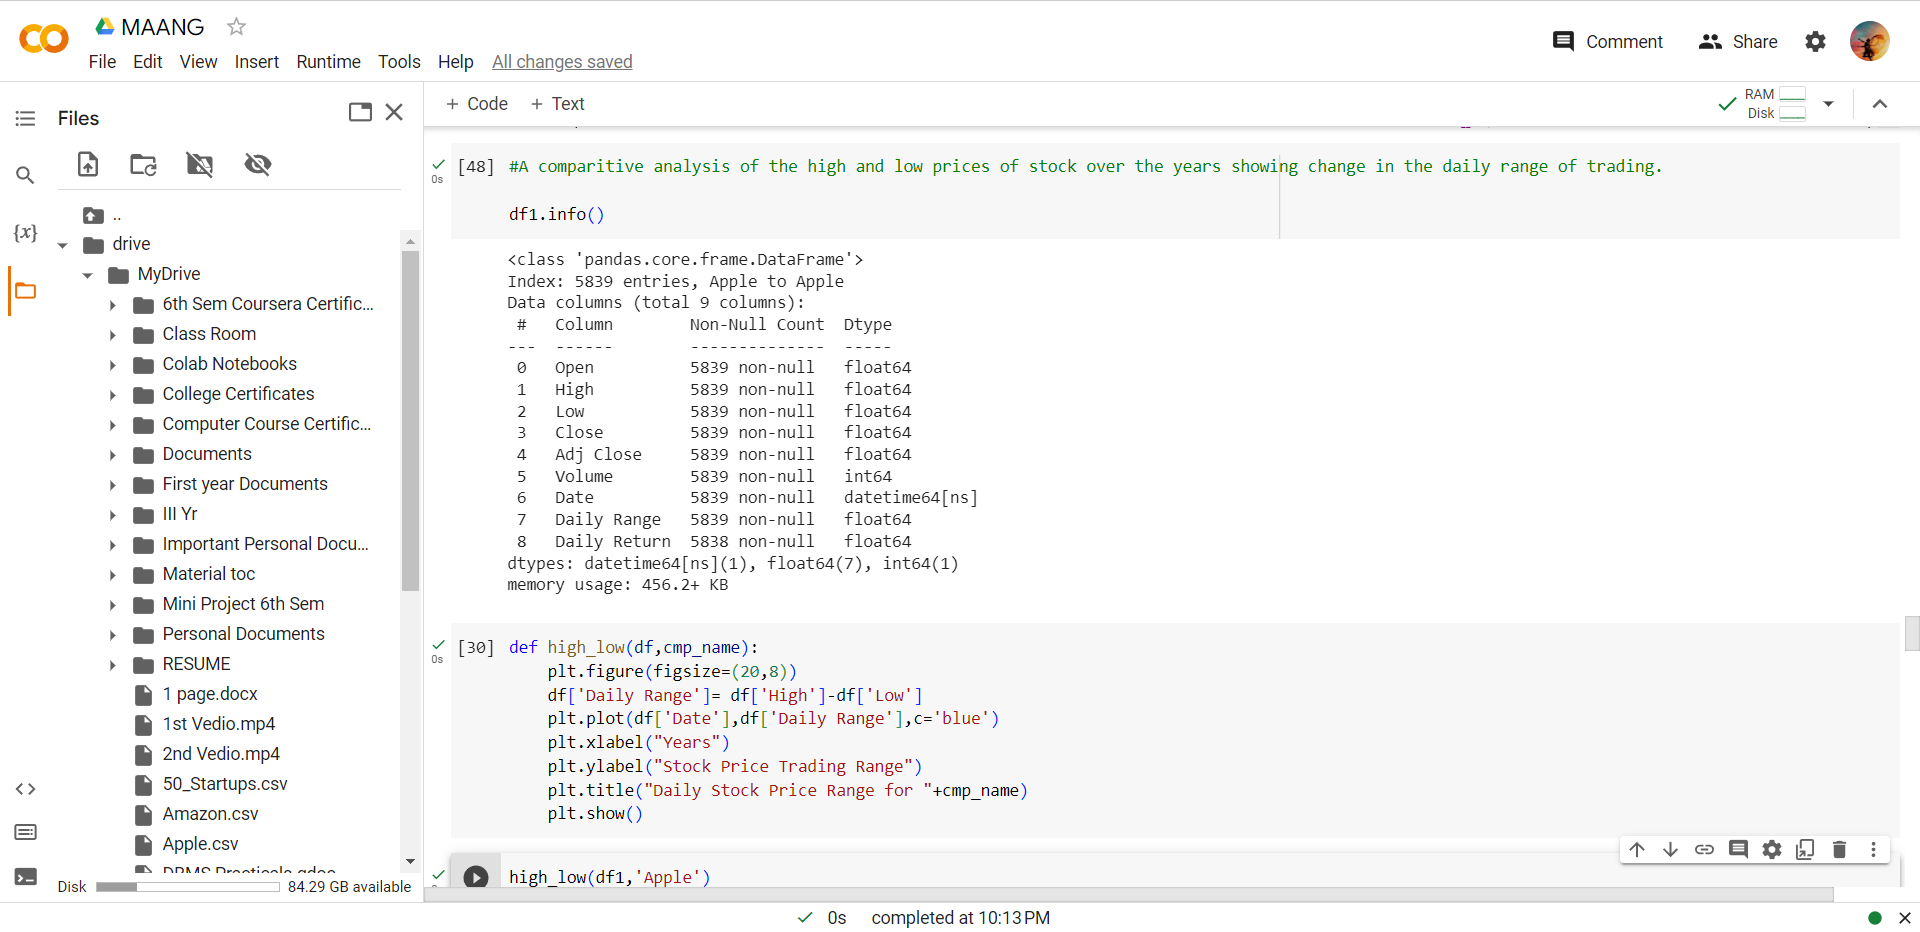 MAANG
File Edit View Insert Runtime Tools Help All changes saved
Comment Share
Files
+ Code + Text
RAM
Disk
..
drive
MyDrive
6th Sem Coursera Certific...
Class Room
Colab Notebooks
College Certificates
Computer Course Certific...
Documents
First year Documents
III Yr
Important Personal Docu...
Material toc
Mini Project 6th Sem
Personal Documents
RESUME
1 page.docx
1st Vedio.mp4
2nd Vedio.mp4
50_Startups.csv
Amazon.csv
Apple.csv
DBMS Practicals.gdoc
Disk 84.29 GB available
{x}
0s
[48] #A comparitive analysis of the high and low prices of stock over the years showing change in the daily range of trading.
df1.info()
<class 'pandas.core.frame.DataFrame'>
Index: 5839 entries, Apple to Apple
Data columns (total 9 columns):
# Column Non-Null Count Dtype
--- ------ -------------- -----
0 Open 5839 non-null float64
1 High 5839 non-null float64
2 Low 5839 non-null float64
3 Close 5839 non-null float64
4 Adj Close 5839 non-null float64
5 Volume 5839 non-null int64
6 Date 5839 non-null datetime64[ns]
7 Daily Range 5839 non-null float64
8 Daily Return 5838 non-null float64
dtypes: datetime64[ns](1), float64(7), int64(1)
memory usage: 456.2+ KB
0s
[30] def high_low(df,cmp_name):
plt.figure(figsize=(20,8))
df['Daily Range']= df['High']-df['Low']
plt.plot(df['Date'],df['Daily Range'],c='blue')
plt.xlabel("Years")
plt.ylabel("Stock Price Trading Range")
plt.title("Daily Stock Price Range for "+cmp_name)
plt.show()
high_low(df1,'Apple')
0s completed at 10:13 PM